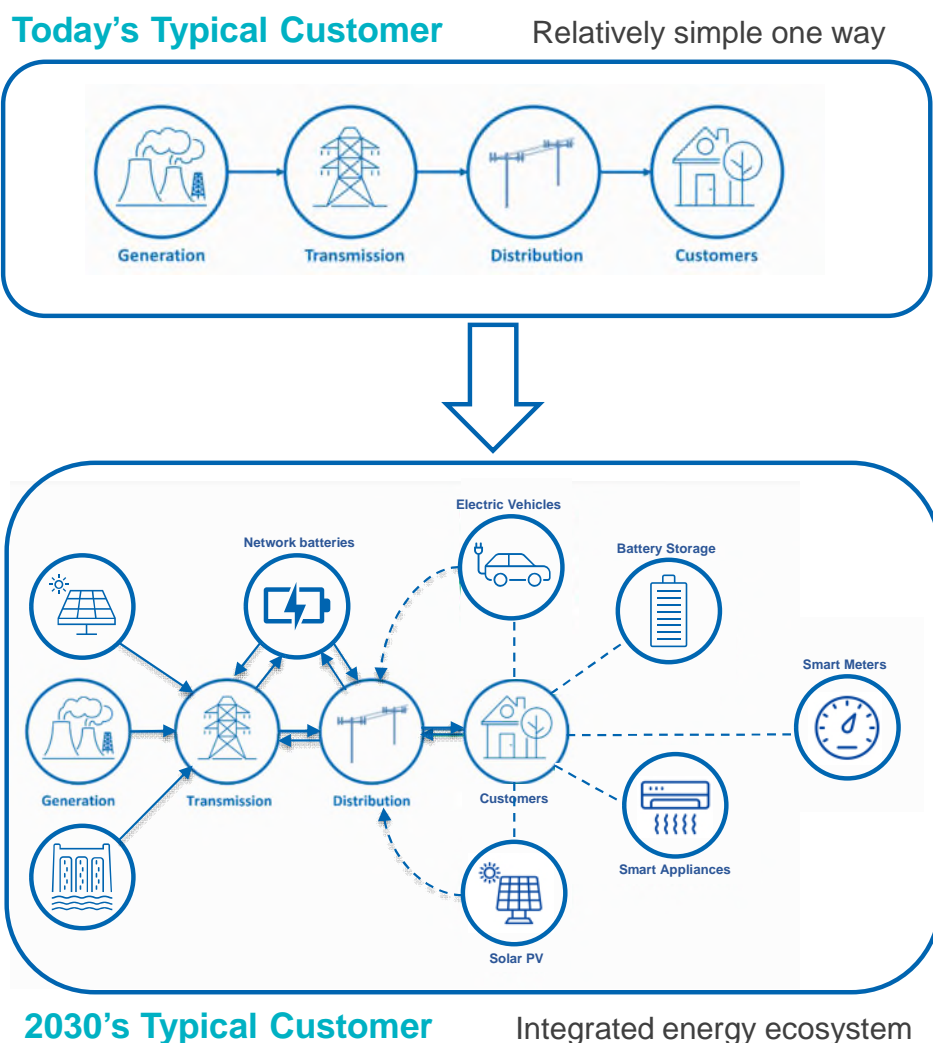 Today's Typical Customer
Relatively simple one way
Generation
Transmission
Distribution
Customers
Electric Vehicles
Network batteries
Battery Storage
Smart Meters
Generation
Transmission
Distribution
Customers
Smart Appliances
Solar PV
2030's Typical Customer
Integrated energy ecosystem